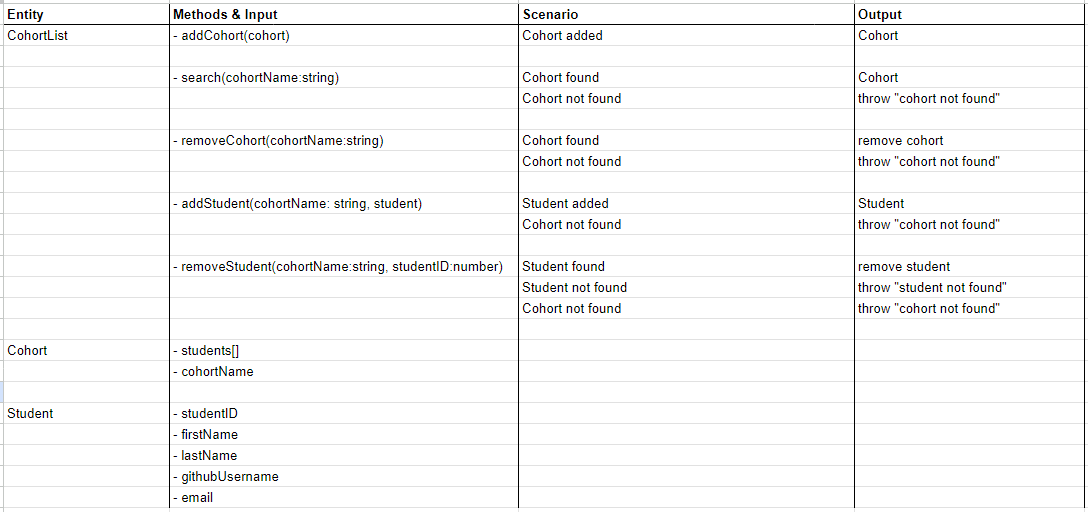 Entity Methods & Input Scenario Output
CohortList - addCohort(cohort) Cohort added Cohort
- search(cohortName:string) Cohort found Cohort
Cohort not found throw "cohort not found"
- removeCohort(cohortName:string) Cohort found remove cohort
Cohort not found throw "cohort not found"
- addStudent(cohortName: string, student) Student added Student
Cohort not found throw "cohort not found"
- removeStudent(cohortName:string, studentID:number) Student found remove student
Student not found throw "student not found"
Cohort not found throw "cohort not found"
Cohort - students[]
- cohortName
Student - studentID
- firstName
- lastName
- githubUsername
- email